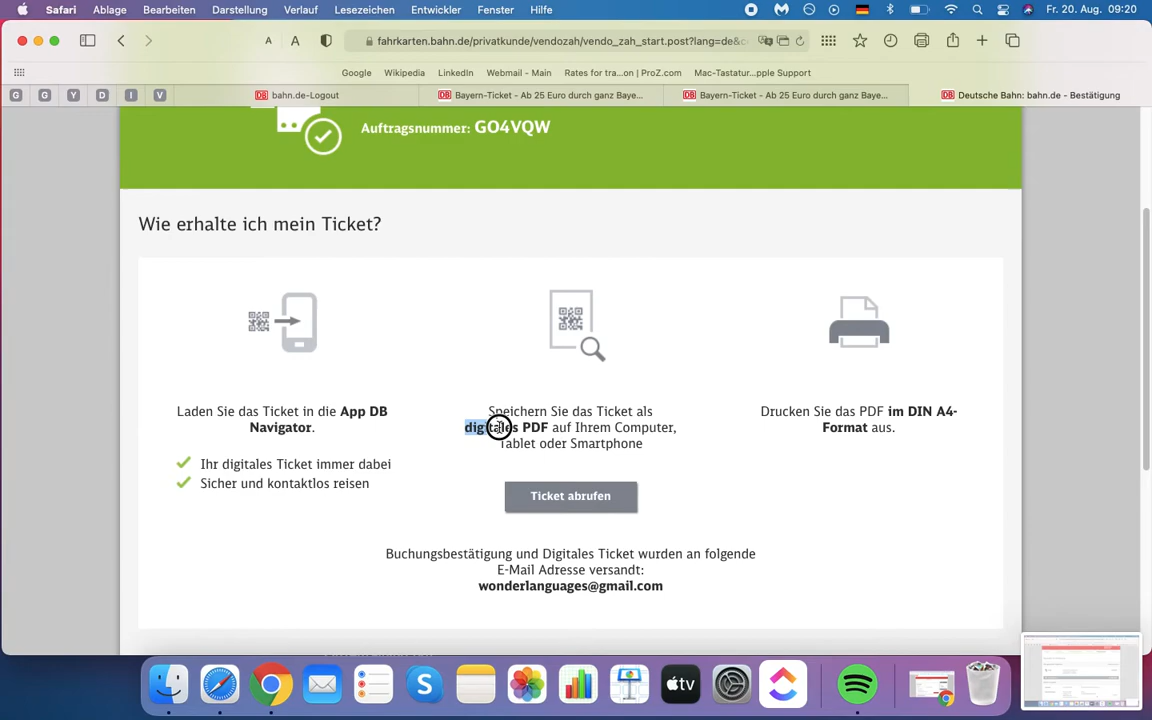 Safari Ablage Bearbeiten Darstellung Verlauf Lesezeichen Entwickler Fenster Hilfe Fr. 20. Aug. 09:20
A A fahrkarten.bahn.de/privatkunde/vendozah/vendo_zah_start.post?lang=de&
Google Wikipedia LinkedIn Webmail - Main Rates for tra...on | ProZ.com Mac-Tastatur...pple Support
G G Y D I V DB bahn.de-Logout DB Bayern-Ticket - Ab 25 Euro durch ganz Baye... DB Bayern-Ticket - Ab 25 Euro durch ganz Baye... DB Deutsche Bahn: bahn.de - Bestätigung
Auftragsnummer: GO4VQW
Wie erhalte ich mein Ticket?
Laden Sie das Ticket in die App DB
Navigator.
Ihr digitales Ticket immer dabei
Sicher und kontaktlos reisen
Speichern Sie das Ticket als
digitales PDF auf Ihrem Computer,
Tablet oder Smartphone
Ticket abrufen
Drucken Sie das PDF im DIN A4-
Format aus.
Buchungsbestätigung und Digitales Ticket wurden an folgende
E-Mail Adresse versandt:
wonderlanguages@gmail.com
S tv